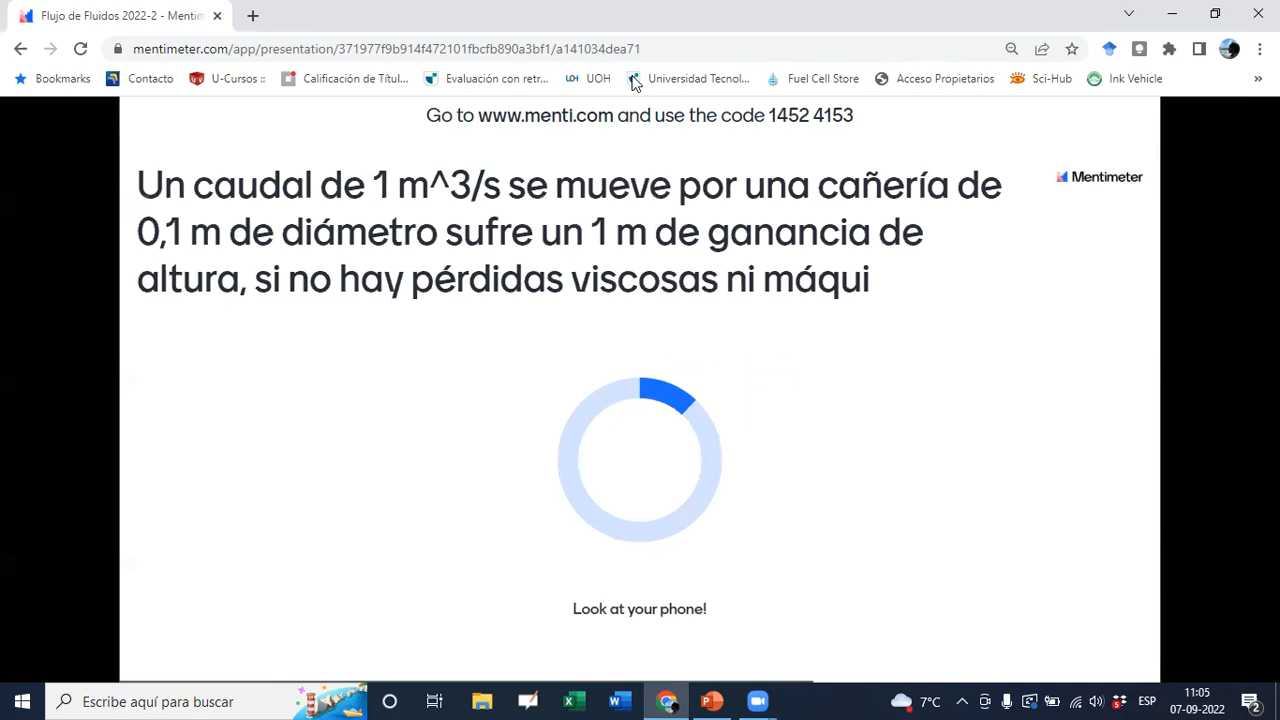 Flujo de Fluidos 2022-2 - Mentim
mentimeter.com/app/presentation/371977f9b914f472101fbcfb890a3bf1/a141034dea71
Bookmarks Contacto U-Cursos :: Calificación de Títul... Evaluación con retr... UOH UOH Universidad Tecnol... Fuel Cell Store Acceso Propietarios Sci-Hub Ink Vehicle »
Go to www.menti.com and use the code 1452 4153
Mentimeter
Un caudal de 1 m^3/s se mueve por una cañería de
0,1 m de diámetro sufre un 1 m de ganancia de
altura, si no hay pérdidas viscosas ni máqui
Look at your phone!
Escribe aquí para buscar
7°C
ESP
11:05
07-09-2022
2